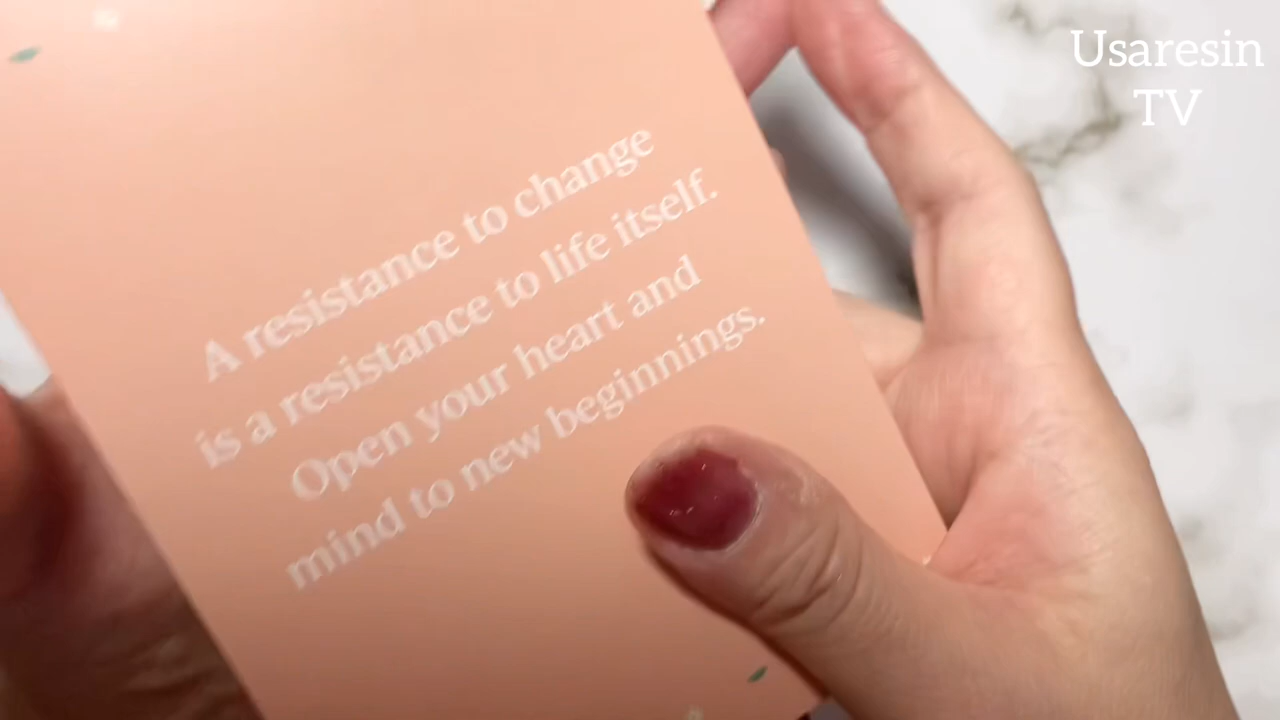 Usaresin
TV
A resistance to change
is a resistance to life itself.
Open your heart and
mind to new beginnings.